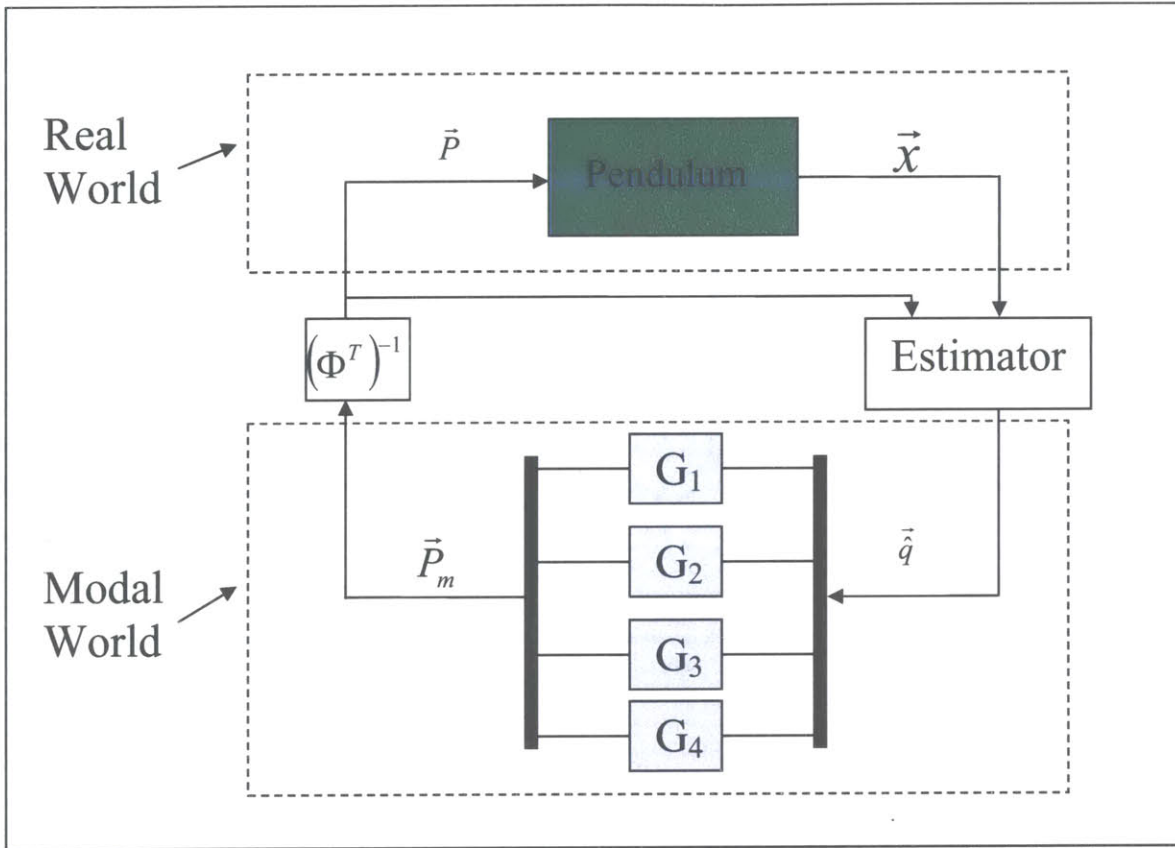 Real
World
P⃗
Pendulum
x⃗
(Φ^T)^{-1}
Estimator
G₁
G₂
G₃
G₄
P⃗ₘ
q̂⃗
Modal
World